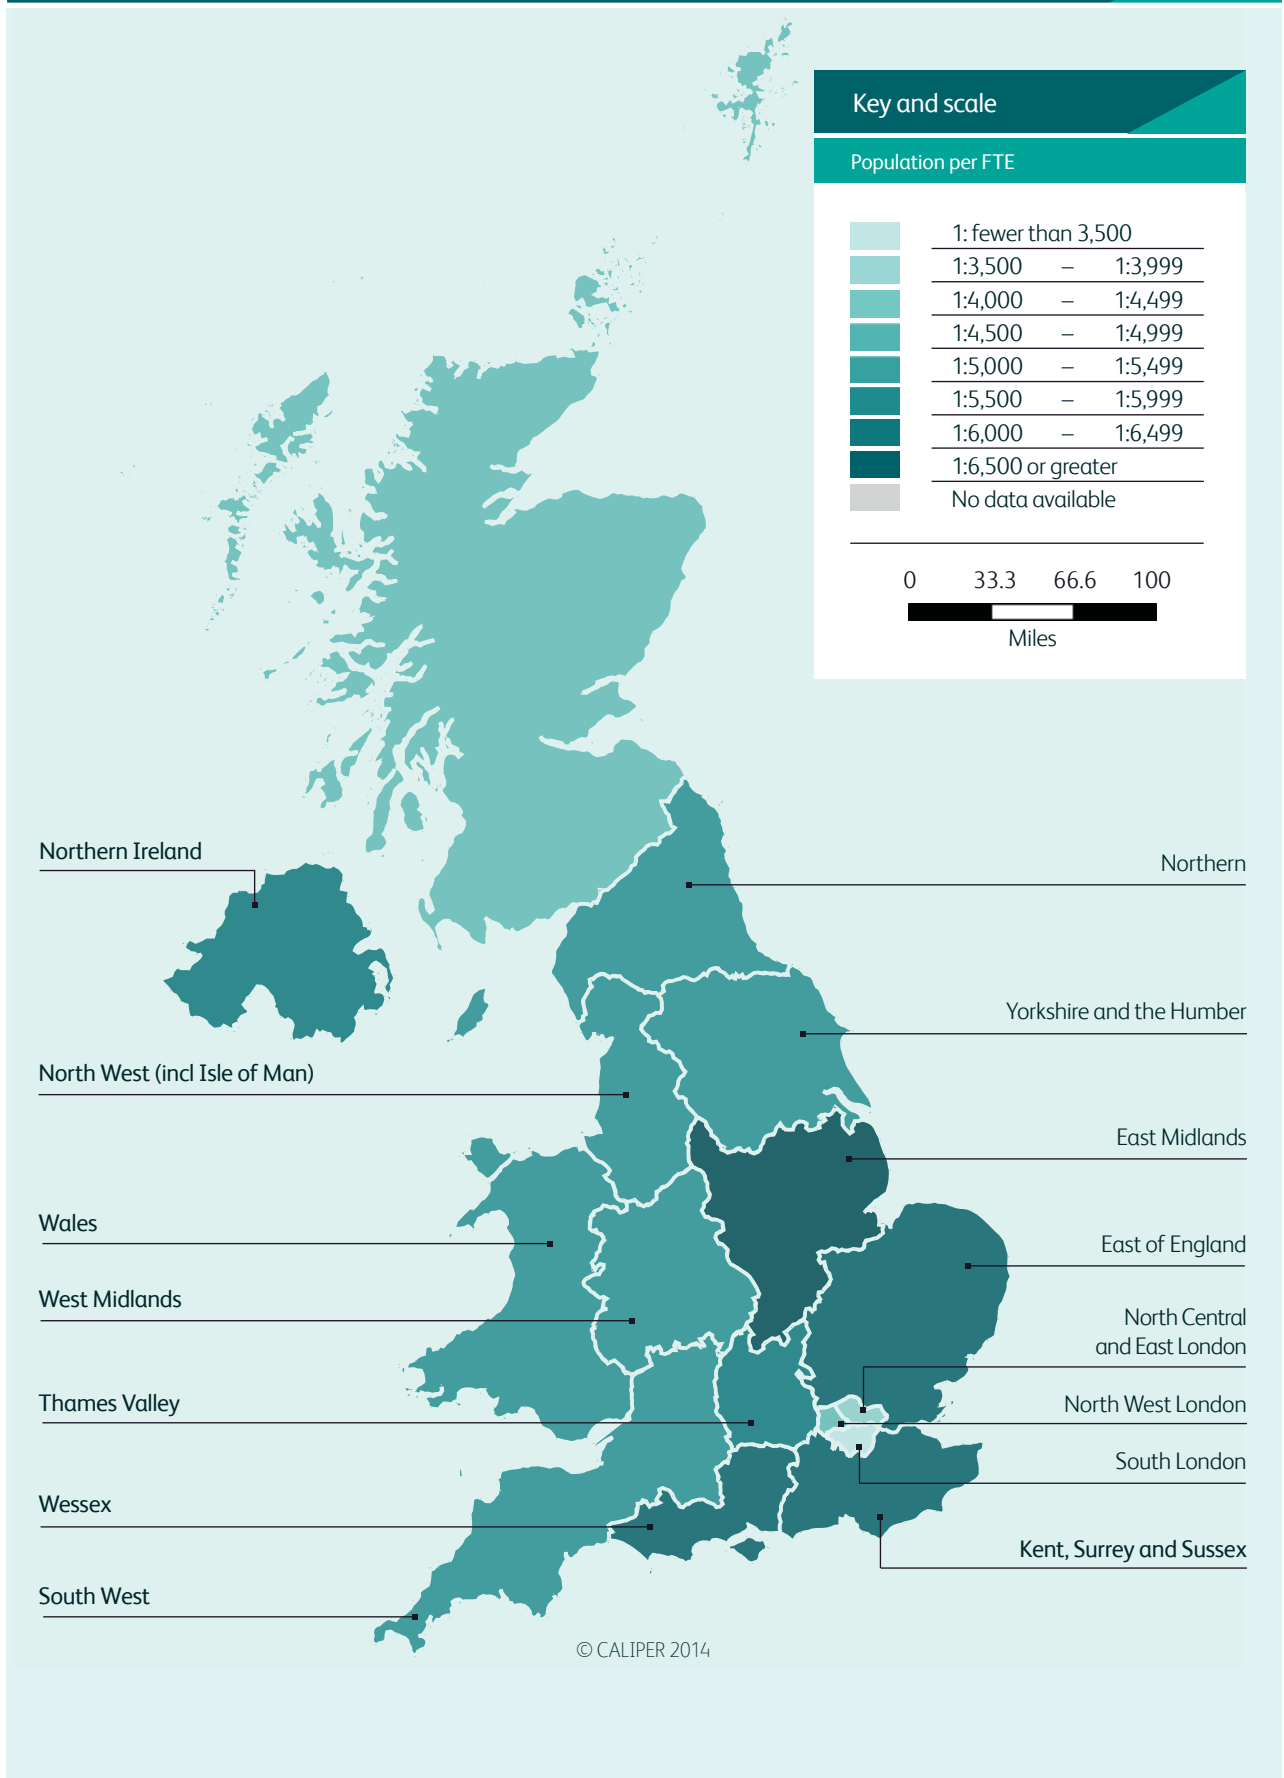 Key and scale
Population per FTE
1: fewer than 3,500
1:3,500 – 1:3,999
1:4,000 – 1:4,499
1:4,500 – 1:4,999
1:5,000 – 1:5,499
1:5,500 – 1:5,999
1:6,000 – 1:6,499
1:6,500 or greater
No data available
0 33.3 66.6 100
Miles
Northern Ireland
Northern
Yorkshire and the Humber
North West (incl Isle of Man)
East Midlands
Wales
East of England
West Midlands
North Central
and East London
Thames Valley
North West London
South London
Wessex
Kent, Surrey and Sussex
South West
© CALIPER 2014